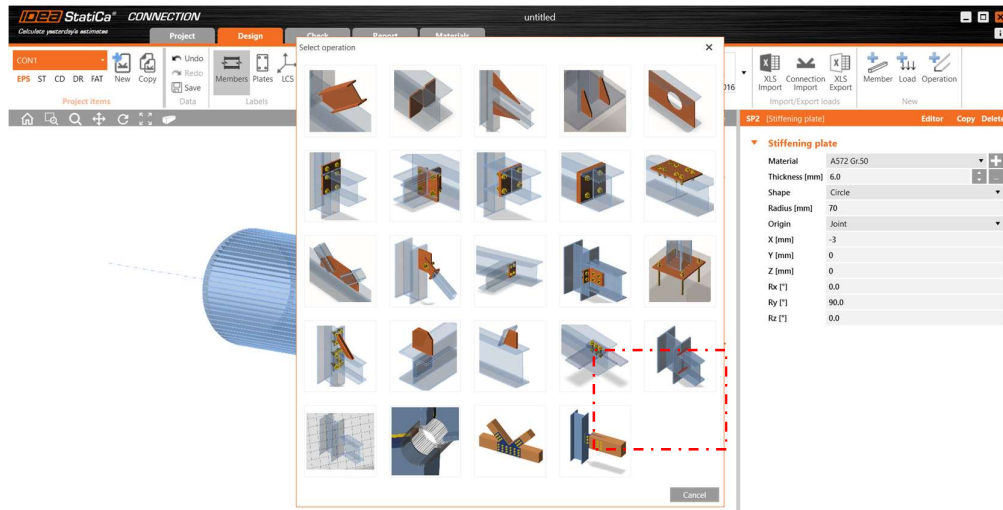 IDEA StatiCa® CONNECTION
untitled
Calculate yesterday's estimates
Project
Design
Check
Report
Materials
CON1
EPS ST CD DR FAT
New
Copy
Undo
Redo
Save
Members
Plates
LCS
XLS Import
Connection Import
XLS Export
Member
Load
Operation
Project items
Data
Labels
Import/Export loads
New
Select operation
SP2 [Stiffening plate]
Editor Copy Delete
Stiffening plate
Material A572 Gr.50
Thickness [mm] 6.0
Shape Circle
Radius [mm] 70
Origin Joint
X [mm] -3
Y [mm] 0
Z [mm] 0
Rx [°] 0.0
Ry [°] 90.0
Rz [°] 0.0
Cancel